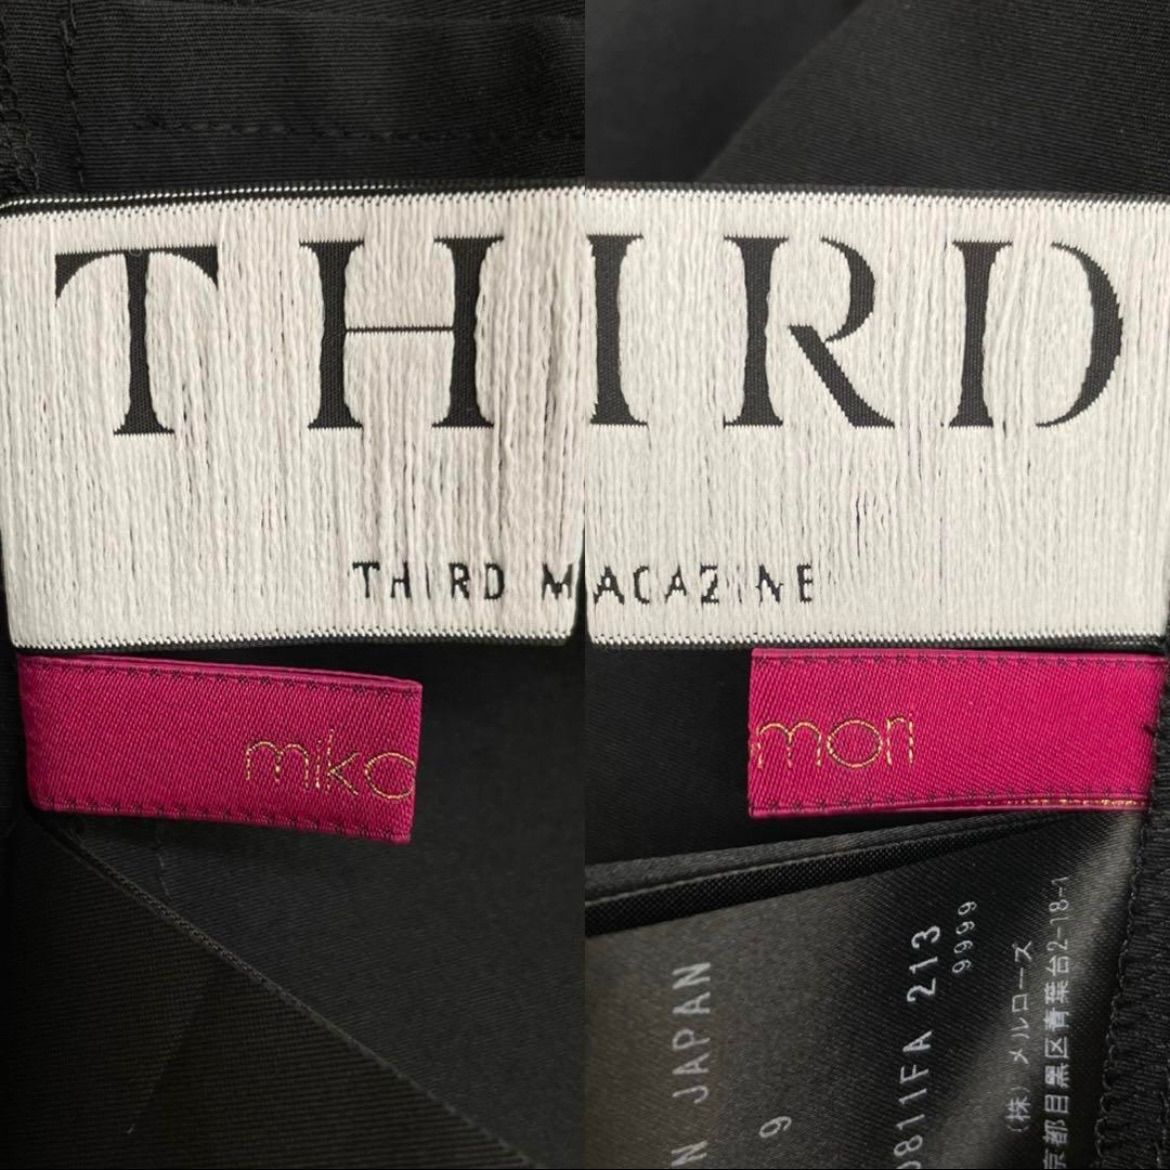 THIRD
THIRD MAGAZINE
miko
mori
N JAPAN
9
0811FA 213
9999
(株)メルローズ
京都目黒区青葉台2-18-1